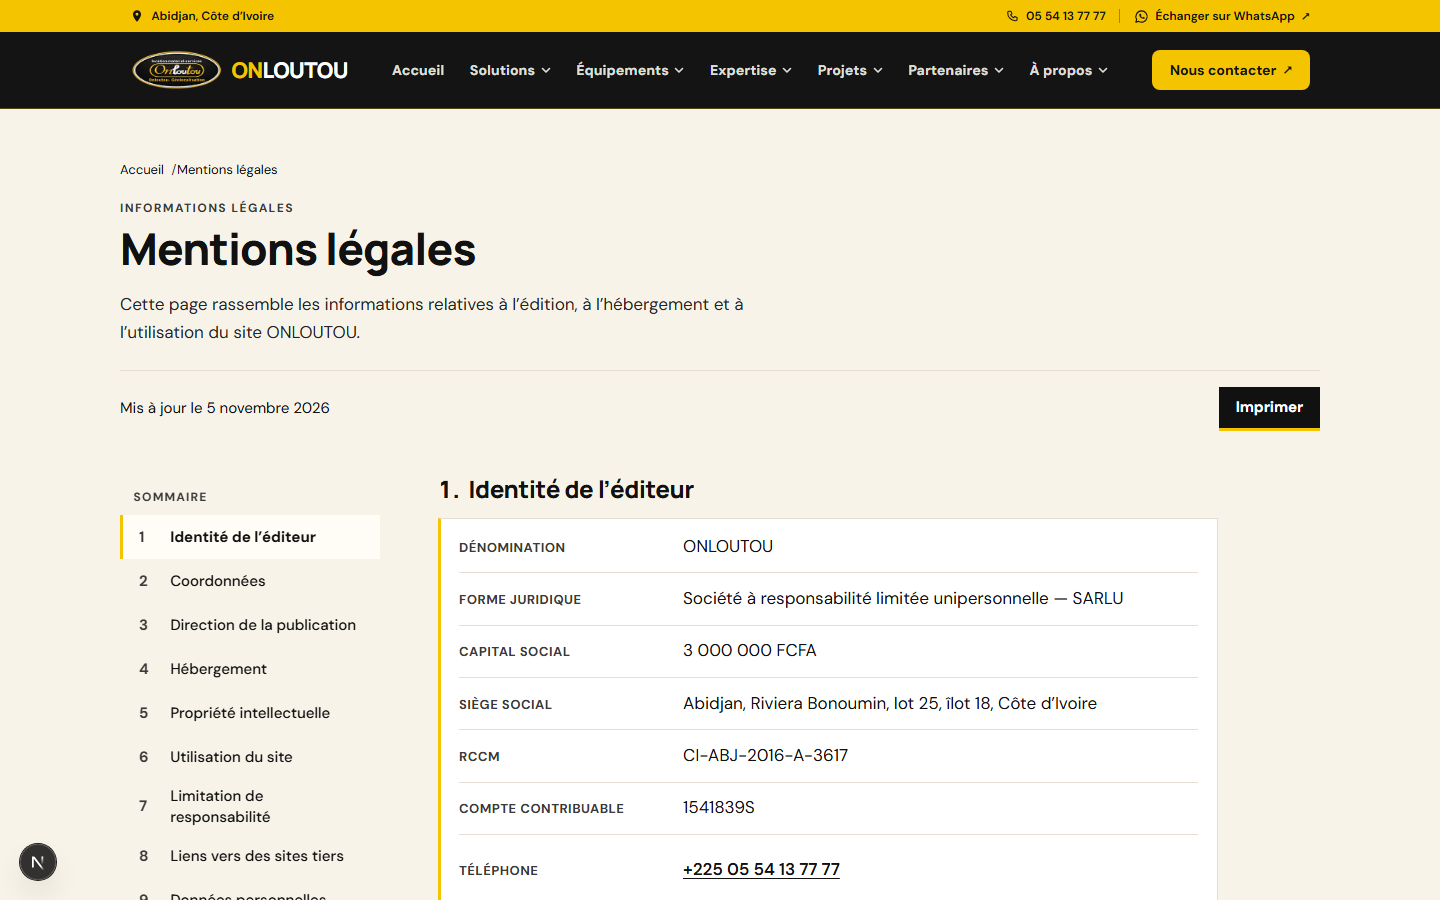 Abidjan, Côte d'Ivoire
05 54 13 77 77
Échanger sur WhatsApp ↗
Onloutou
ONLOUTOU
Accueil
Solutions
Équipements
Expertise
Projets
Partenaires
À propos
Nous contacter ↗
Accueil /Mentions légales
INFORMATIONS LÉGALES
Mentions légales
Cette page rassemble les informations relatives à l’édition, à l’hébergement et à
l’utilisation du site ONLOUTOU.
Mis à jour le 5 novembre 2026
Imprimer
SOMMAIRE
1 Identité de l’éditeur
2 Coordonnées
3 Direction de la publication
4 Hébergement
5 Propriété intellectuelle
6 Utilisation du site
7 Limitation de
responsabilité
8 Liens vers des sites tiers
9 Données personnelles
1. Identité de l’éditeur
DÉNOMINATION ONLOUTOU
FORME JURIDIQUE Société à responsabilité limitée unipersonnelle — SARLU
CAPITAL SOCIAL 3 000 000 FCFA
SIÈGE SOCIAL Abidjan, Riviera Bonoumin, lot 25, îlot 18, Côte d’Ivoire
RCCM CI-ABJ-2016-A-3617
COMPTE CONTRIBUABLE 1541839S
TÉLÉPHONE +225 05 54 13 77 77
N